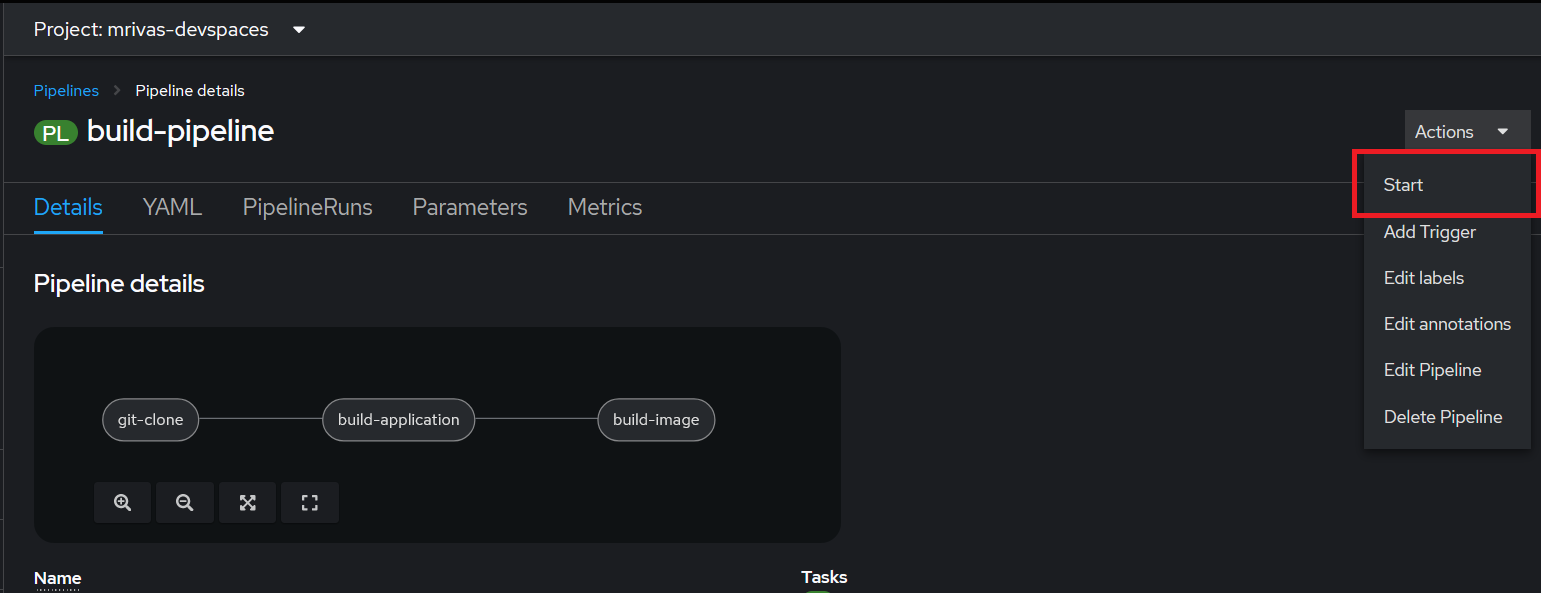 Project: mrivas-devspaces
Pipelines Pipeline details
PL build-pipeline
Actions
Start
Add Trigger
Edit labels
Edit annotations
Edit Pipeline
Delete Pipeline
Details YAML PipelineRuns Parameters Metrics
Pipeline details
git-clone build-application build-image
Name Tasks